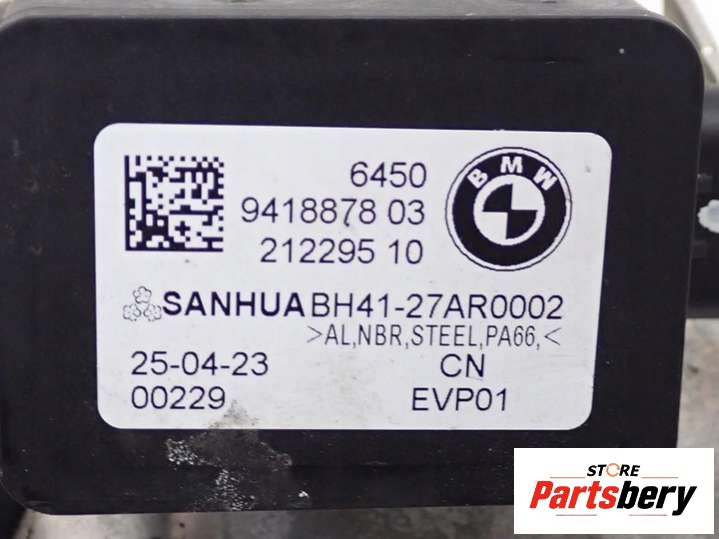 6450
9418878 03
212295 10
BMW
SANHUA BH41-27AR0002
>AL,NBR,STEEL,PA66,<
25-04-23 CN
00229 EVP01
STORE
Partsbery